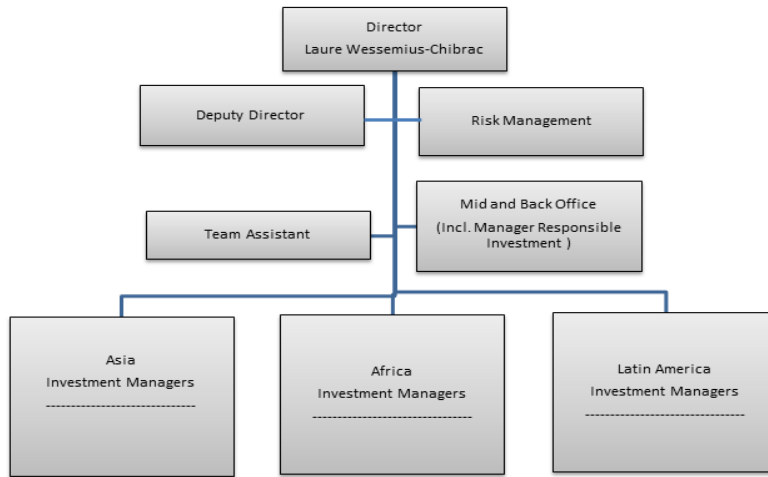 Director
Laure Wessemius-Chibrac
Deputy Director
Risk Management
Team Assistant
Mid and Back Office
(Incl. Manager Responsible
Investment )
Asia
Investment Managers
------------------------------
Africa
Investment Managers
--------------------------------
Latin America
Investment Managers
--------------------------------